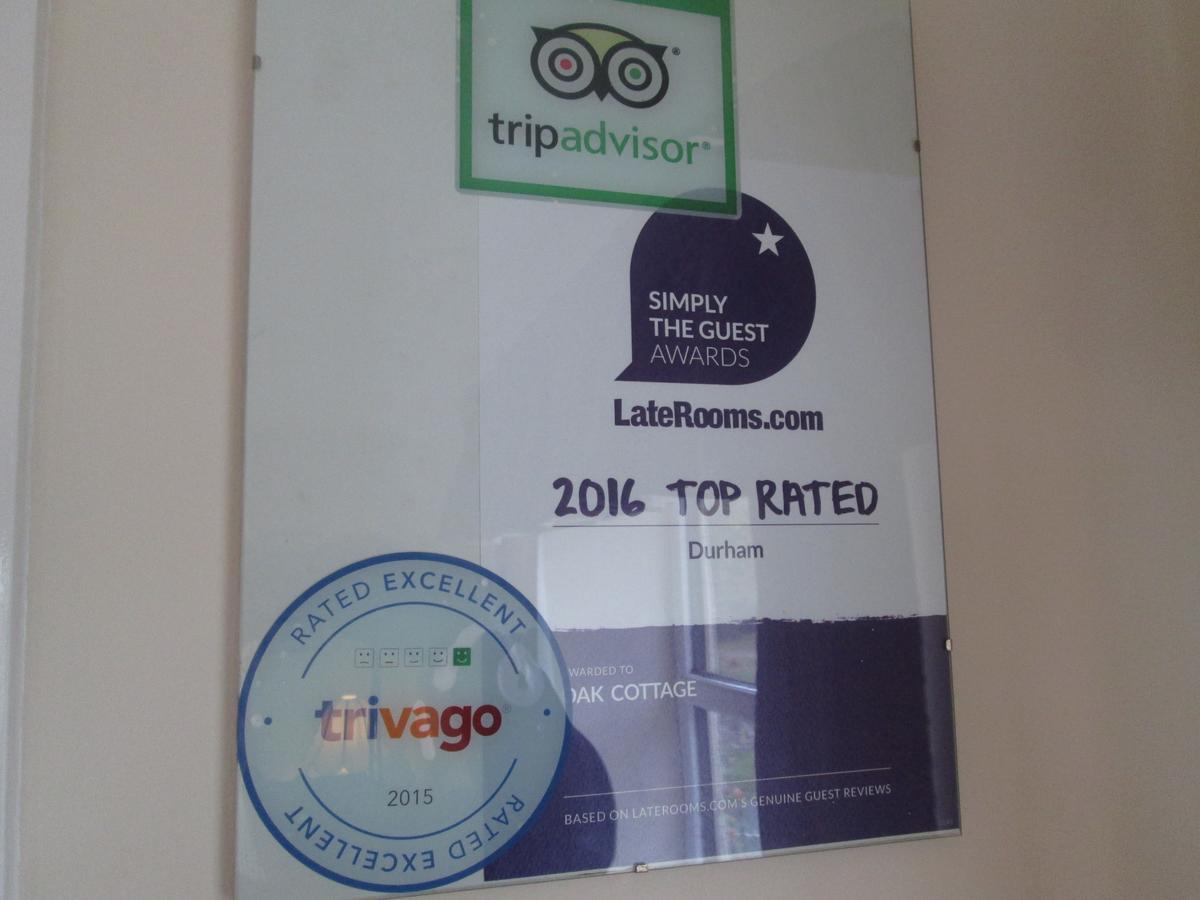 tripadvisor®
SIMPLY
THE GUEST
AWARDS
LateRooms.com
2016 TOP RATED
Durham
WARDED TO
OAK COTTAGE
BASED ON LATEROOMS.COM'S GENUINE GUEST REVIEWS
RATED EXCELLENT
trivago®
2015
RATED EXCELLENT